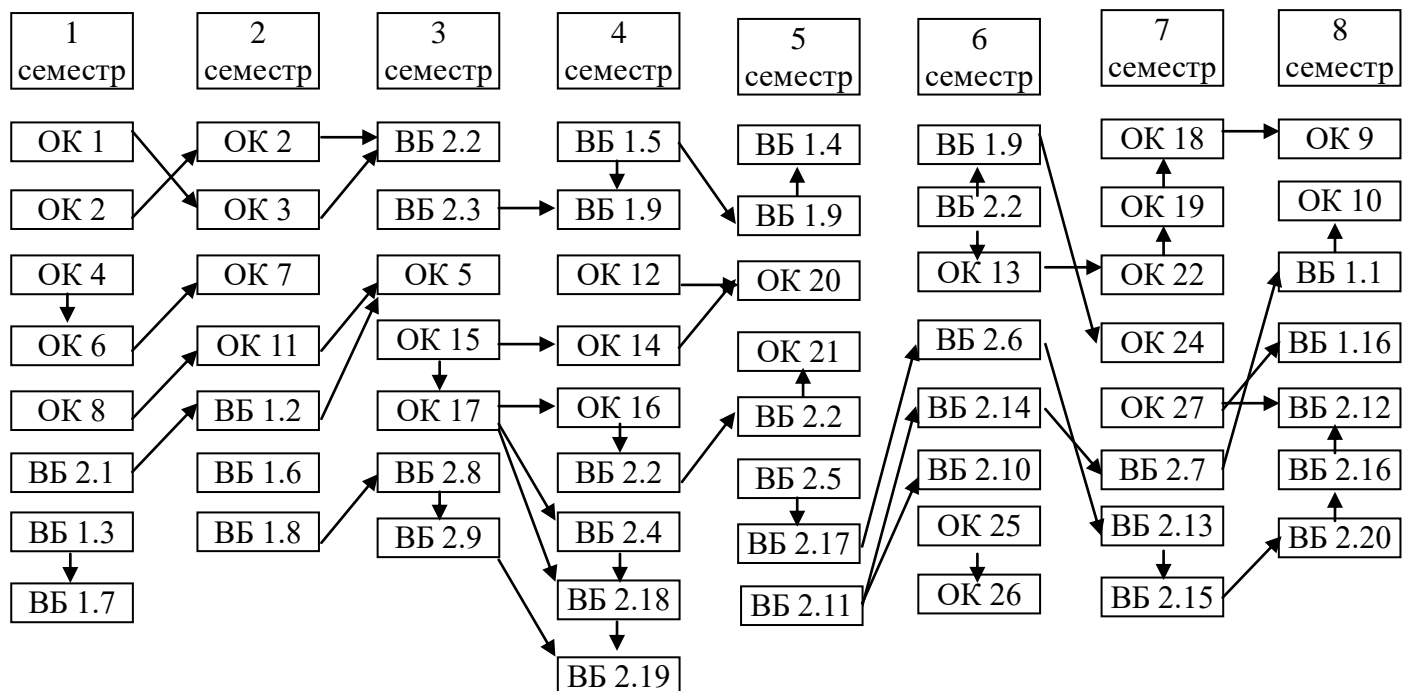 1
семестр
2
семестр
3
семестр
4
семестр
5
семестр
6
семестр
7
семестр
8
семестр
ОК 1
ОК 2
ОК 4
ОК 6
ОК 8
ВБ 2.1
ВБ 1.3
ВБ 1.7
ОК 2
ОК 3
ОК 7
ОК 11
ВБ 1.2
ВБ 1.6
ВБ 1.8
ВБ 2.2
ВБ 2.3
ОК 5
ОК 15
ОК 17
ВБ 2.8
ВБ 2.9
ВБ 1.5
ВБ 1.9
ОК 12
ОК 14
ОК 16
ВБ 2.2
ВБ 2.4
ВБ 2.18
ВБ 2.19
ВБ 1.4
ВБ 1.9
ОК 20
ОК 21
ВБ 2.2
ВБ 2.5
ВБ 2.17
ВБ 2.11
ВБ 1.9
ВБ 2.2
ОК 13
ВБ 2.6
ВБ 2.14
ВБ 2.10
ОК 25
ОК 26
ОК 18
ОК 19
ОК 22
ОК 24
ОК 27
ВБ 2.7
ВБ 2.13
ВБ 2.15
ОК 9
ОК 10
ВБ 1.1
ВБ 1.16
ВБ 2.12
ВБ 2.16
ВБ 2.20